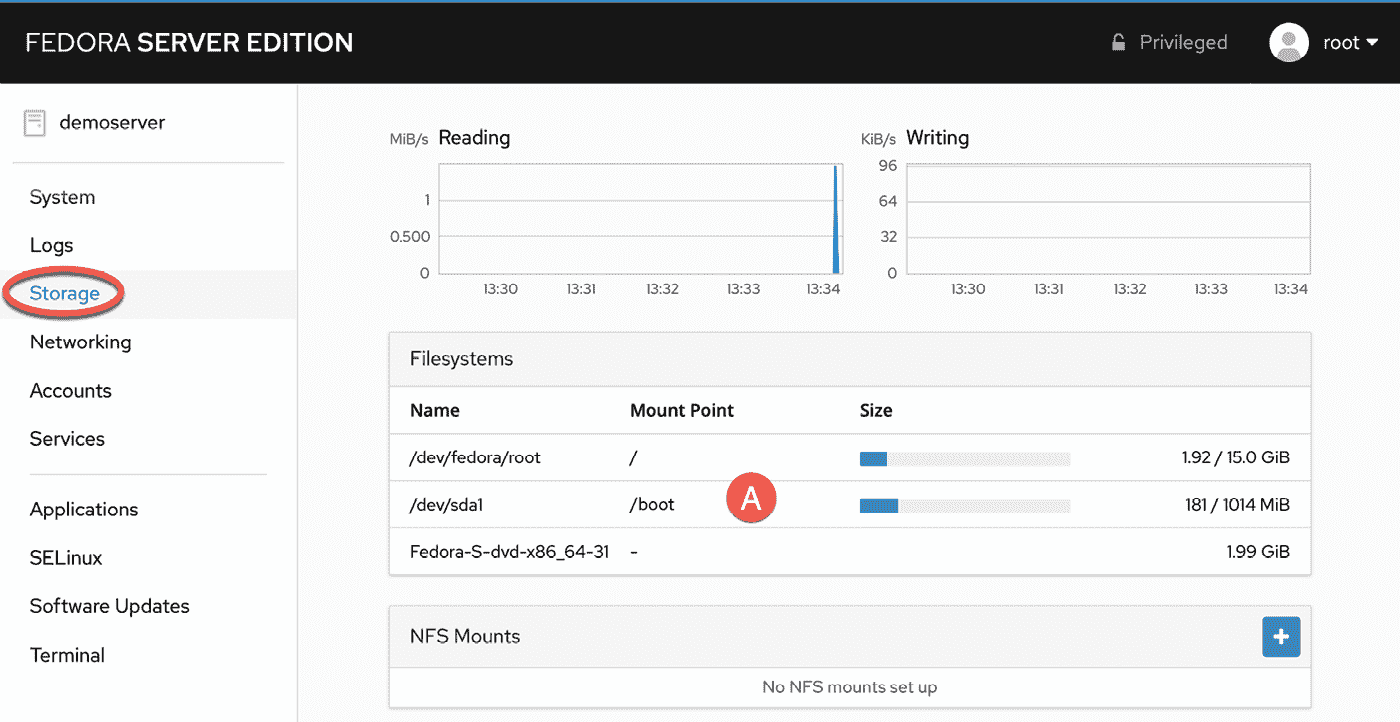 FEDORA SERVER EDITION
Privileged
root
demoserver
System
Logs
Storage
Networking
Accounts
Services
Applications
SELinux
Software Updates
Terminal
MiB/s Reading
1
0.500
0
13:30 13:31 13:32 13:33 13:34
KiB/s Writing
96
64
32
0
13:30 13:31 13:32 13:33 13:34
Filesystems
Name Mount Point Size
/dev/fedora/root / 1.92 / 15.0 GiB
/dev/sda1 /boot 181 / 1014 MiB
A
Fedora-S-dvd-x86_64-31 - 1.99 GiB
NFS Mounts
No NFS mounts set up